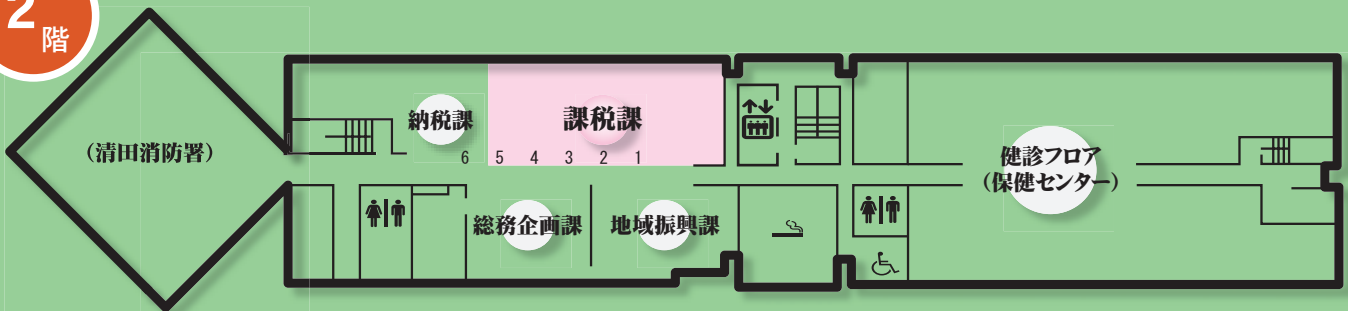 2階
(清田消防署)
納税課
課税課
6 5 4 3 2 1
総務企画課
地域振興課
健診フロア
(保健センター)